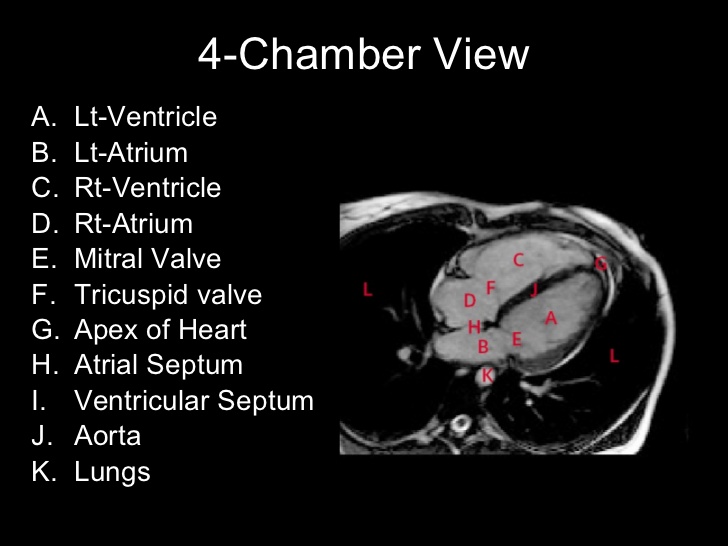 4-Chamber View
A. Lt-Ventricle
B. Lt-Atrium
C. Rt-Ventricle
D. Rt-Atrium
E. Mitral Valve
F. Tricuspid valve
G. Apex of Heart
H. Atrial Septum
I. Ventricular Septum
J. Aorta
K. Lungs
C
G
L
F
J
D
A
H
E
B
L
K